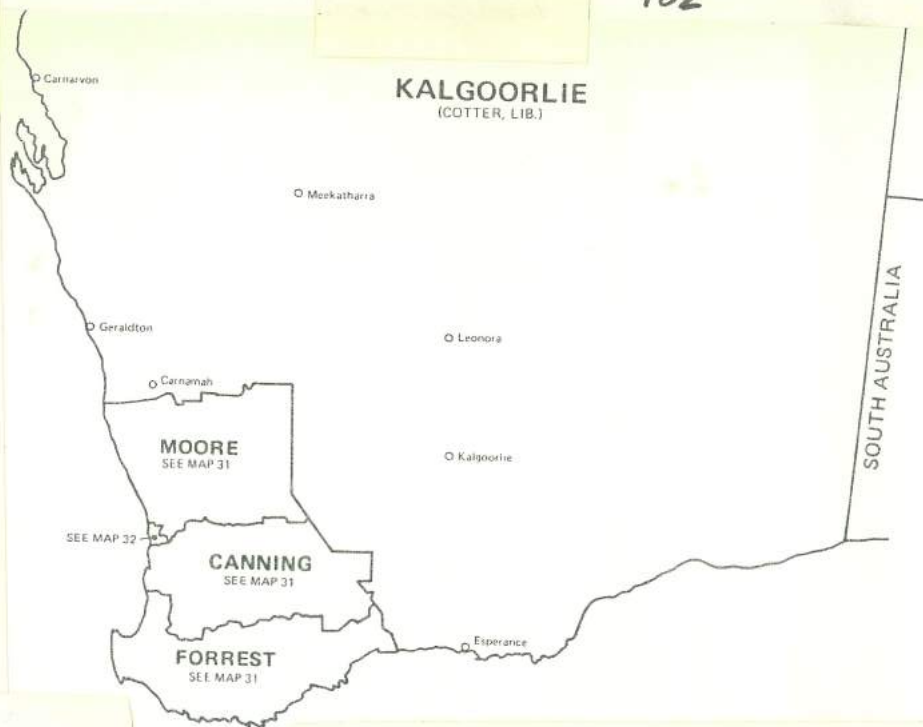 102
Carnarvon
KALGOORLIE
(COTTER, LIB.)
Meekatharra
Geraldton
Leonora
SOUTH AUSTRALIA
Carnamah
MOORE
SEE MAP 31
Kalgoorlie
SEE MAP 32
CANNING
SEE MAP 31
Esperance
FORREST
SEE MAP 31